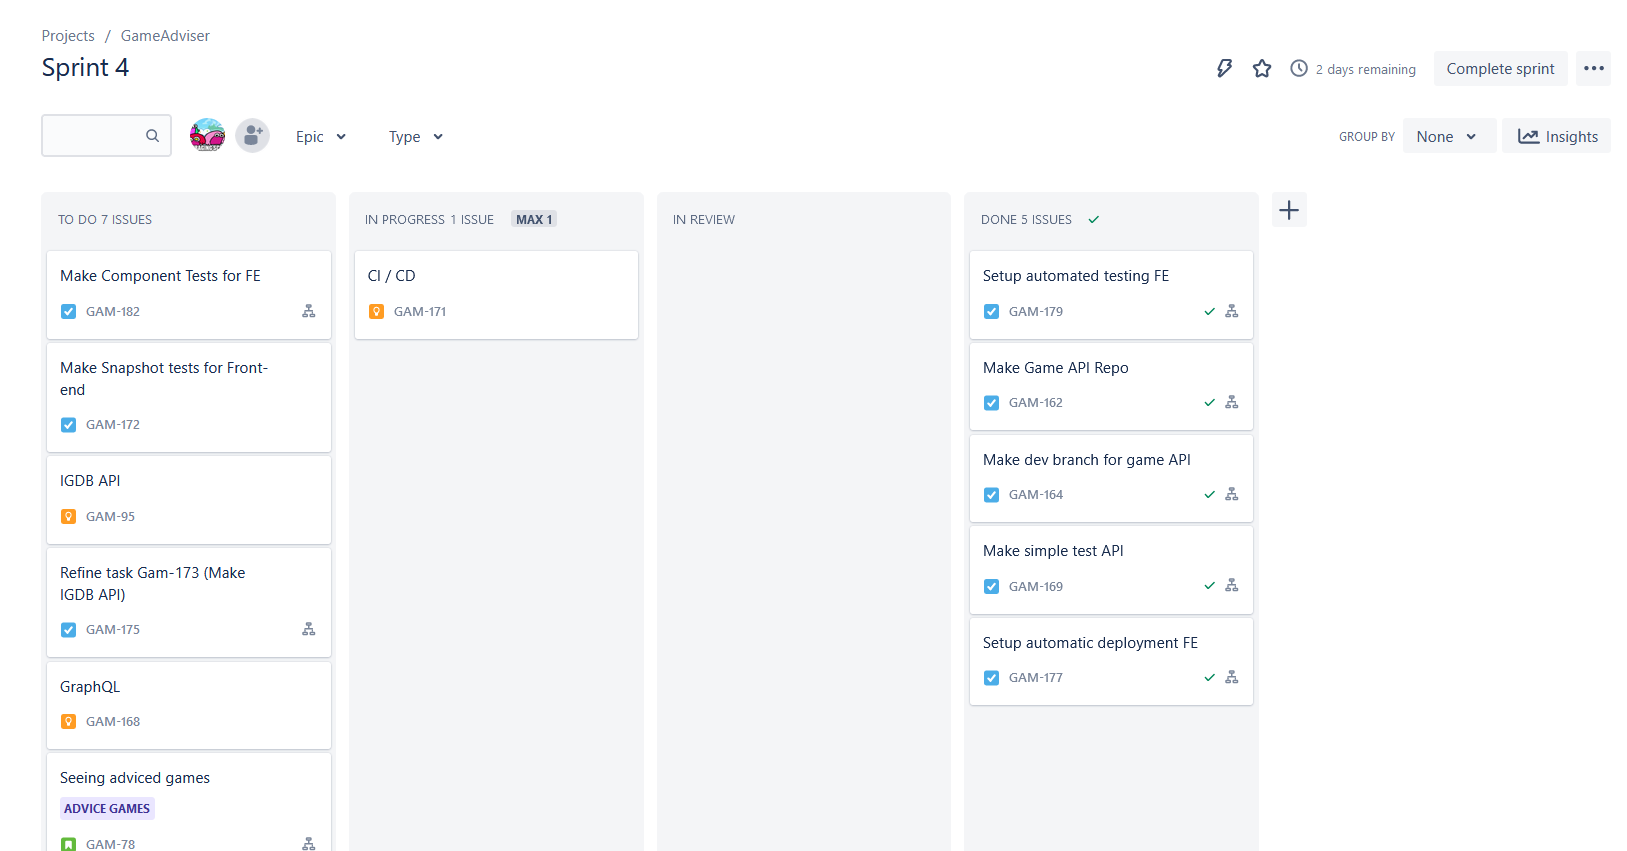 Projects / GameAdviser
Sprint 4
2 days remaining
Complete sprint
Epic
Type
GROUP BY
None
Insights
TO DO 7 ISSUES
Make Component Tests for FE
GAM-182
Make Snapshot tests for Front-
end
GAM-172
IGDB API
GAM-95
Refine task Gam-173 (Make
IGDB API)
GAM-175
GraphQL
GAM-168
Seeing adviced games
ADVICE GAMES
GAM-78
IN PROGRESS 1 ISSUE MAX 1
CI / CD
GAM-171
IN REVIEW
DONE 5 ISSUES
Setup automated testing FE
GAM-179
Make Game API Repo
GAM-162
Make dev branch for game API
GAM-164
Make simple test API
GAM-169
Setup automatic deployment FE
GAM-177